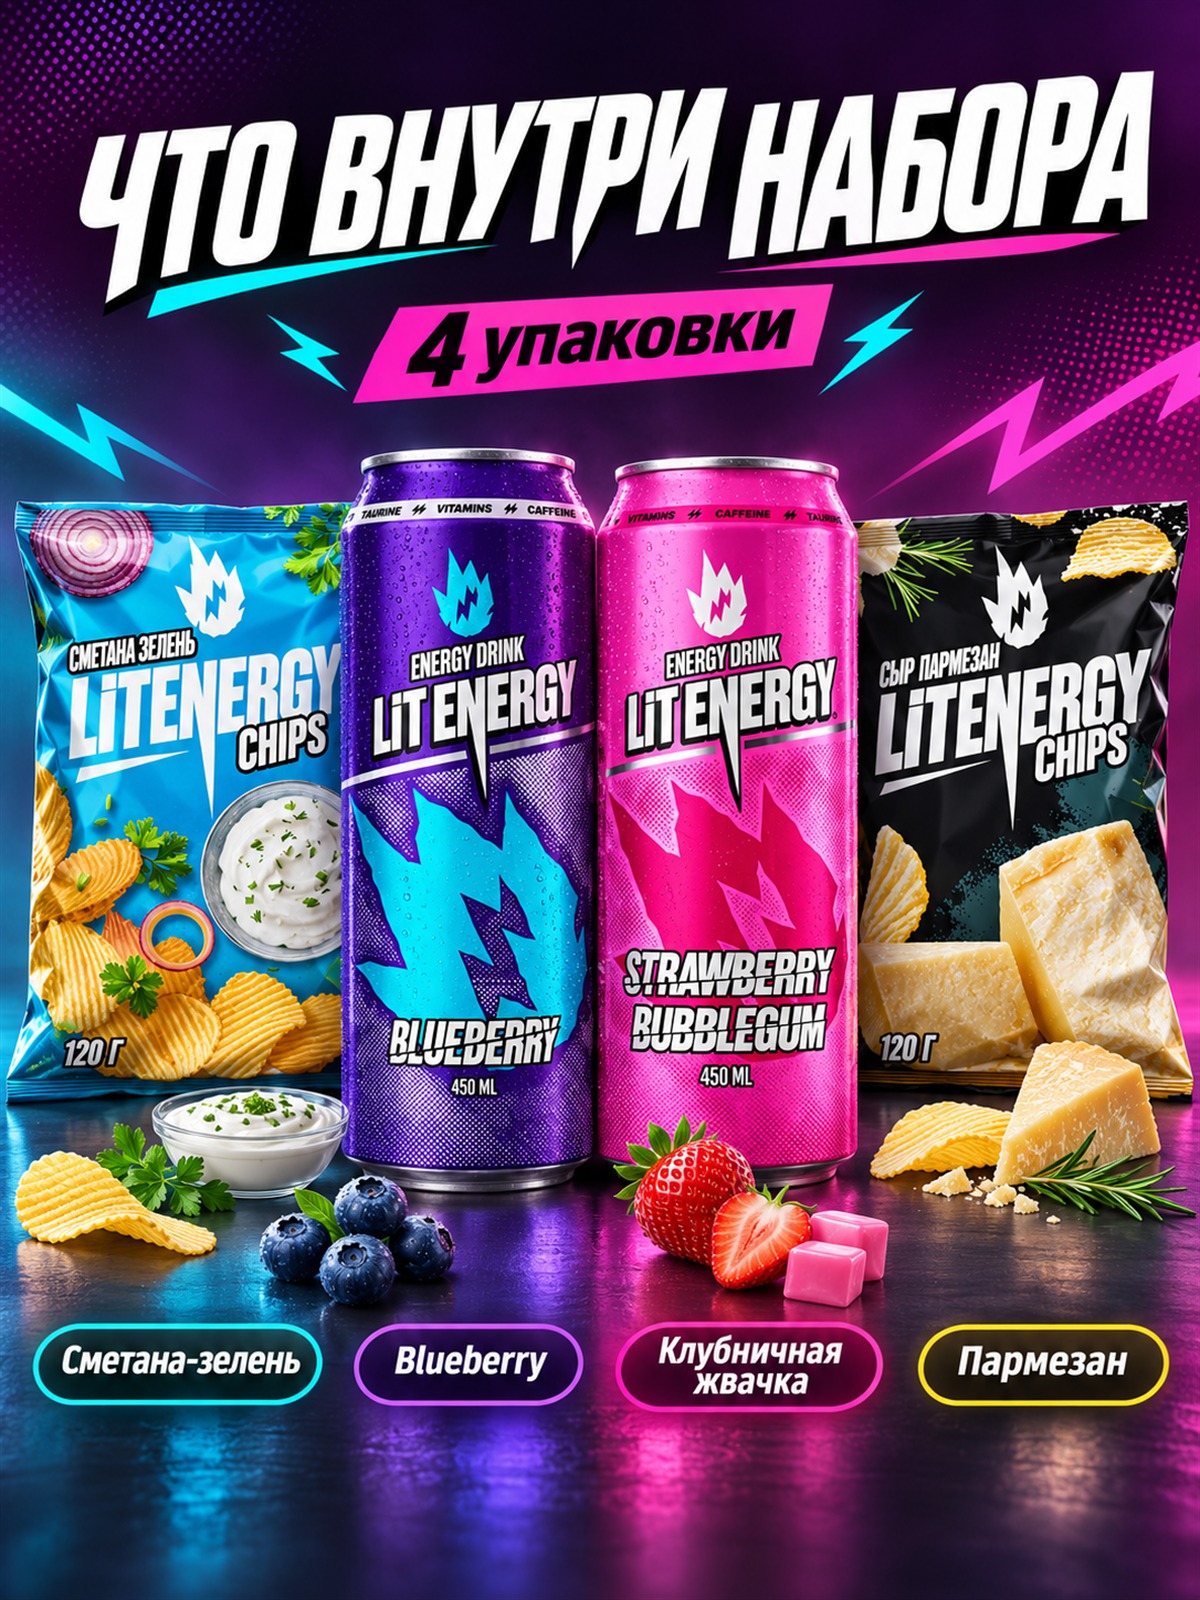 ЧТО ВНУТРИ НАБОРА
4 упаковки
СМЕТАНА ЗЕЛЕНЬ
LITENERGY
CHIPS
120 Г
TAURINE VITAMINS CAFFEINE
ENERGY DRINK
LIT ENERGY
BLUEBERRY
450 ML
VITAMINS CAFFEINE TAURINE
ENERGY DRINK
LIT ENERGY
STRAWBERRY
BUBBLEGUM
450 ML
СЫР ПАРМЕЗАН
LITENERGY
CHIPS
120 Г
Сметана-зелень
Blueberry
Клубничная
жвачка
Пармезан